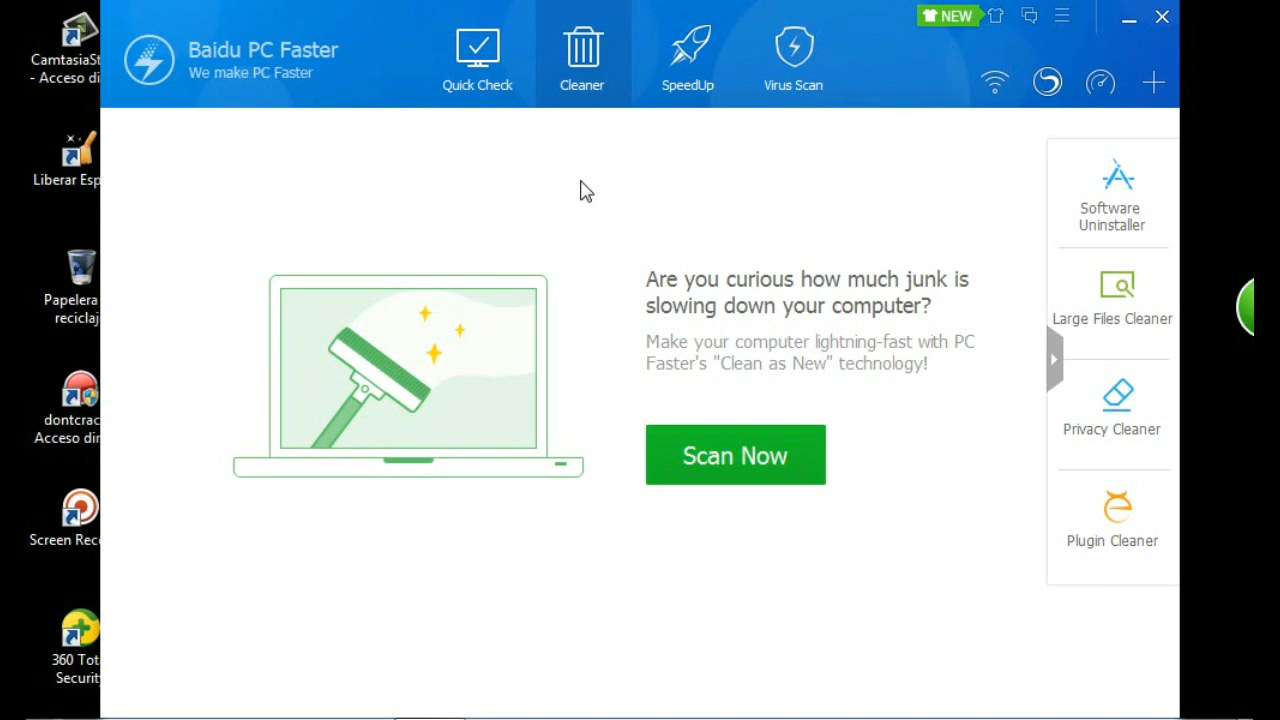 CamtasiaSt
- Acceso di
Liberar Esp
Papelera
reciclaj
dontcrac
Acceso dir
Screen Rec
360 Tot
Security
Baidu PC Faster
We make PC Faster
Quick Check
Cleaner
SpeedUp
Virus Scan
NEW
Are you curious how much junk is
slowing down your computer?
Make your computer lightning-fast with PC
Faster's "Clean as New" technology!
Scan Now
Software
Uninstaller
Large Files Cleaner
Privacy Cleaner
Plugin Cleaner